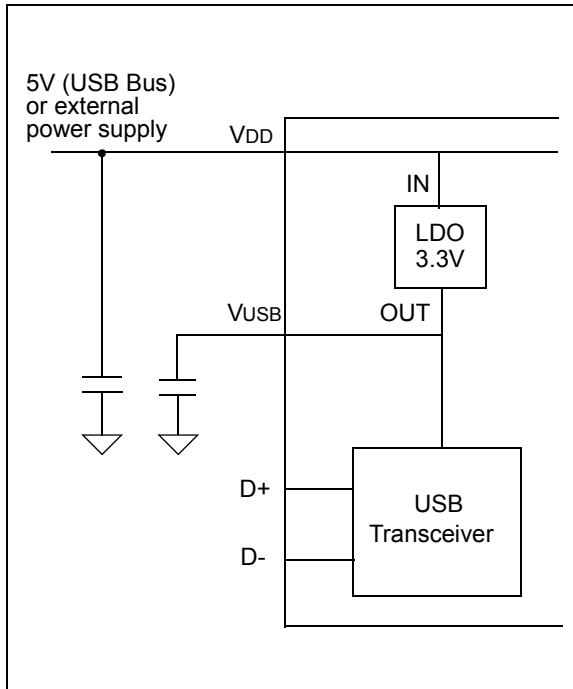 5V (USB Bus)
or external
power supply
VDD
IN
LDO
3.3V
VUSB
OUT
D+
USB
Transceiver
D-